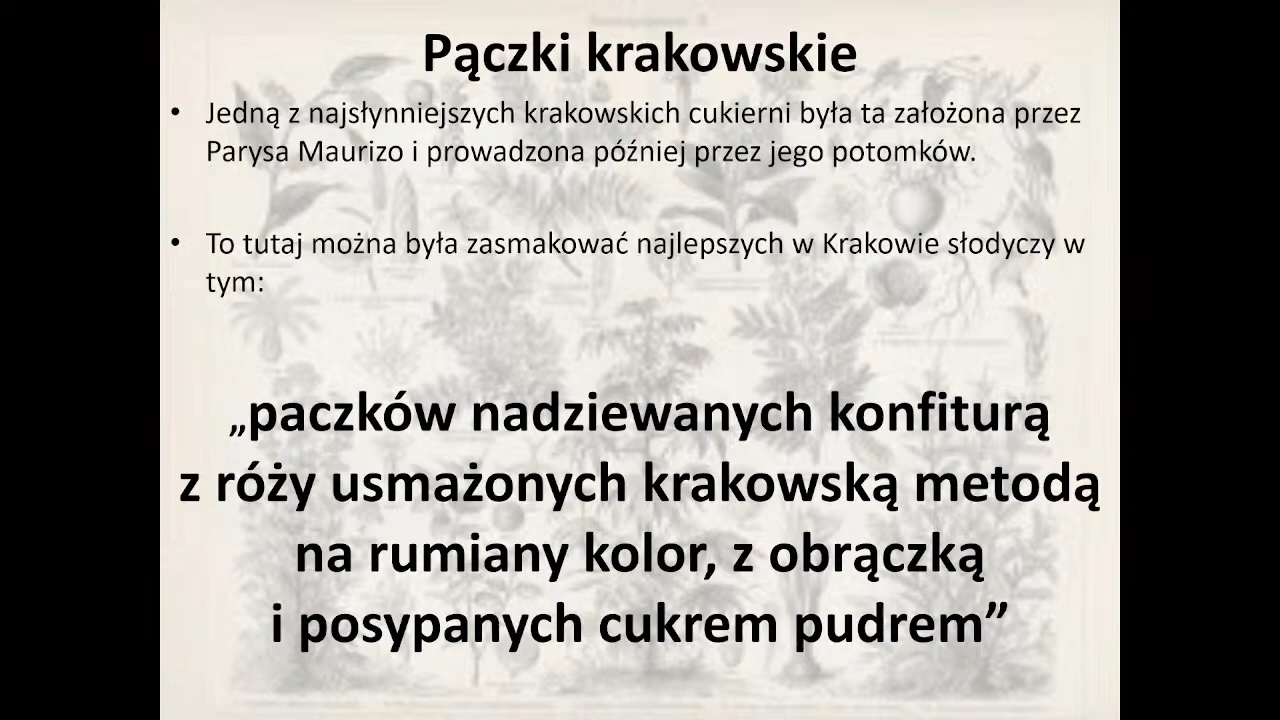 Pączki krakowskie
• Jedną z najsłynniejszych krakowskich cukierni była ta założona przez
Parysa Maurizo i prowadzona później przez jego potomków.
• To tutaj można była zasmakować najlepszych w Krakowie słodyczy w
tym:
„paczków nadziewanych konfiturą
z róży usmażonych krakowską metodą
na rumiany kolor, z obrączką
i posypanych cukrem pudrem”